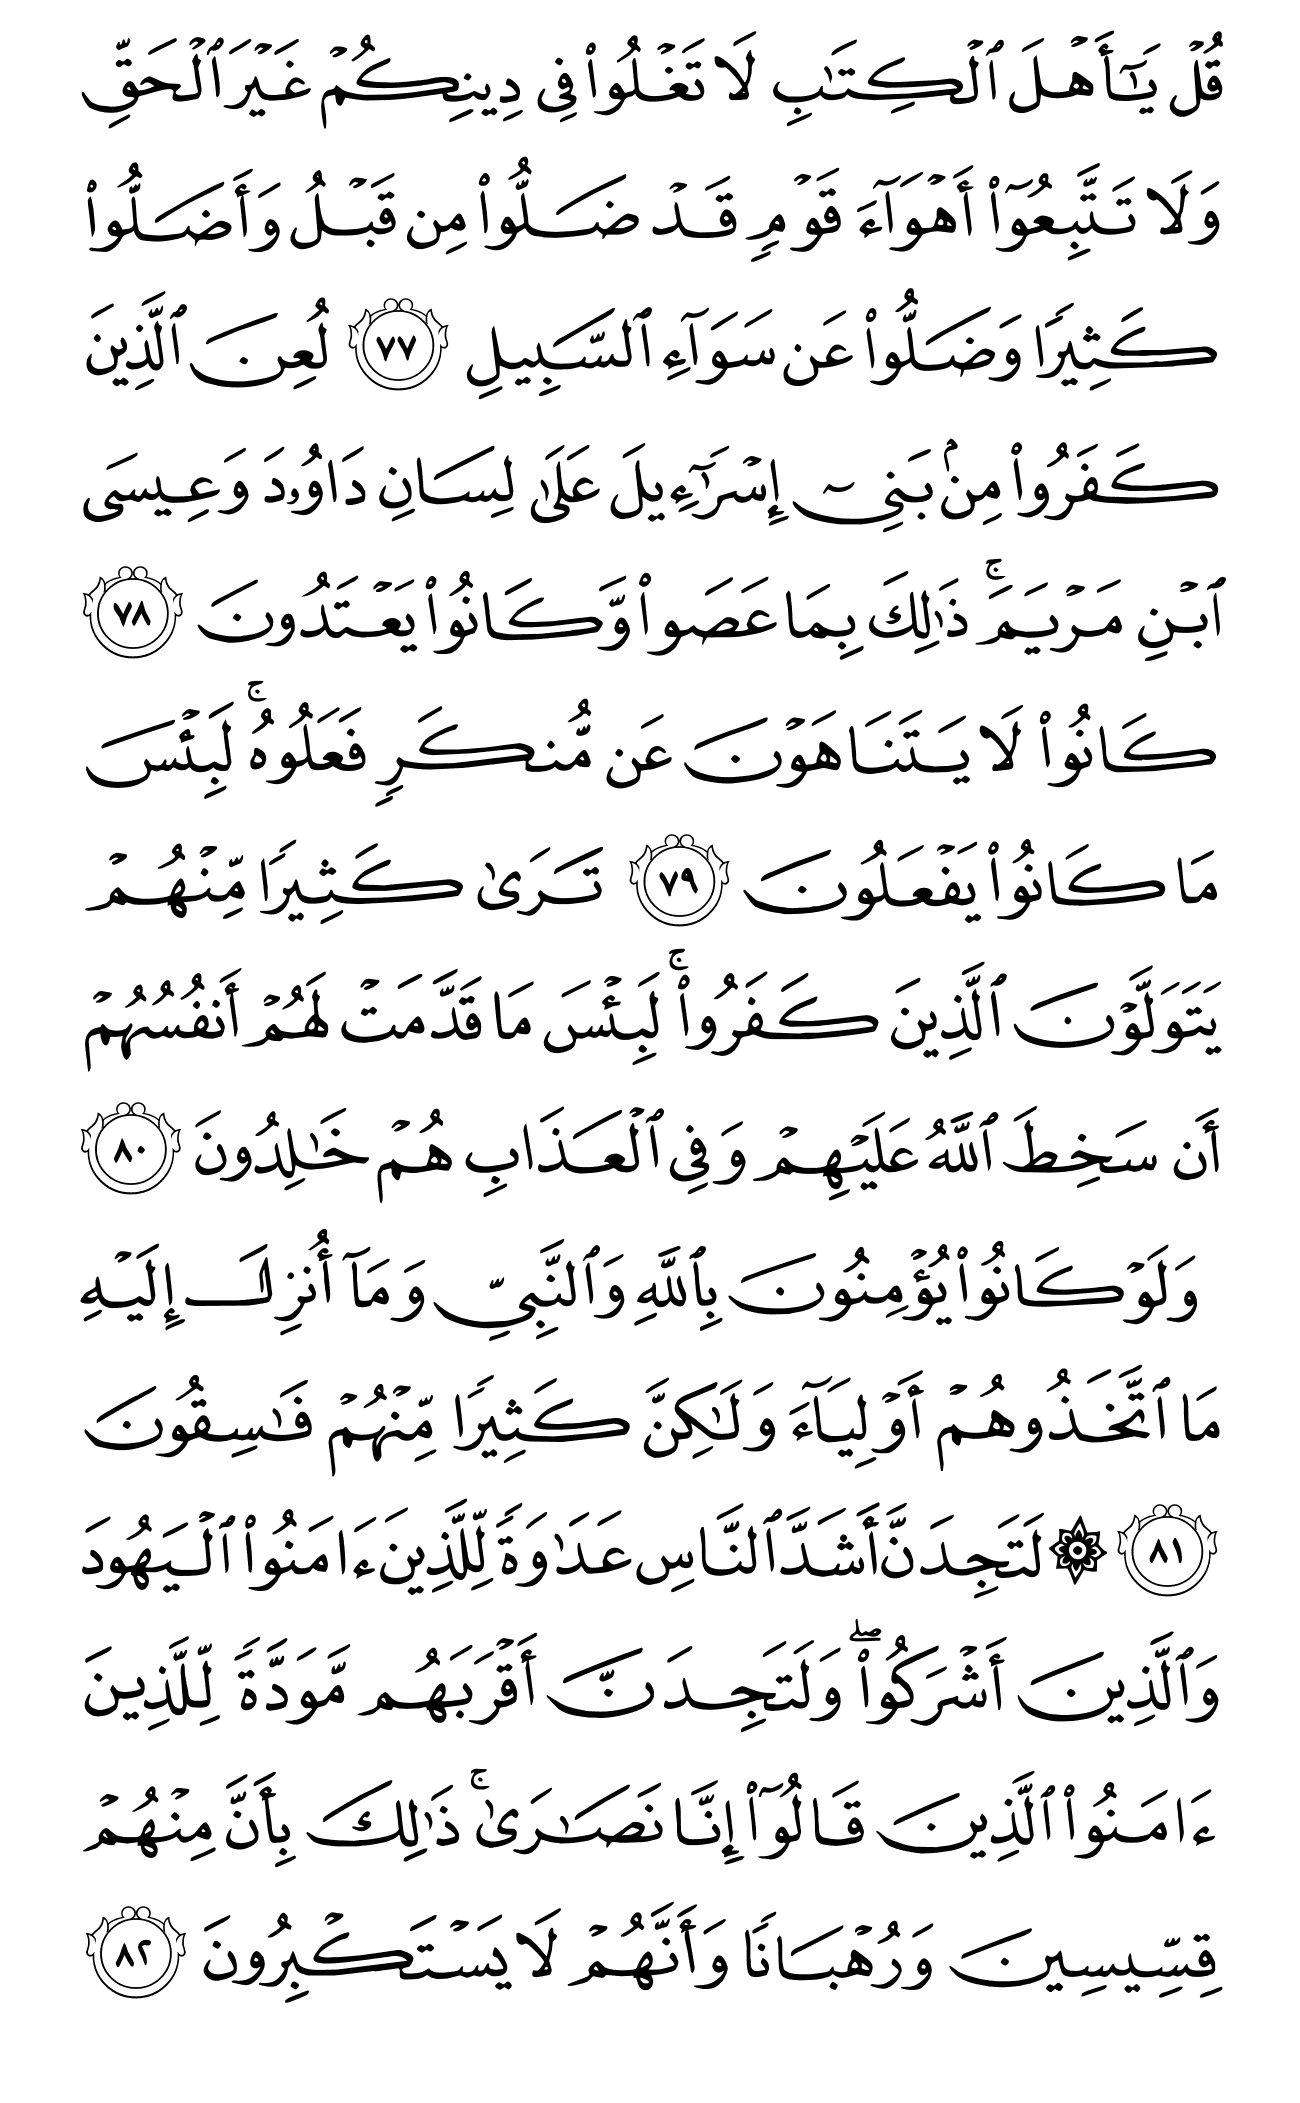 قُلۡ يَٰٓأَهۡلَ ٱلۡكِتَٰبِ لَا تَغۡلُواْ فِي دِينِكُمۡ غَيۡرَ ٱلۡحَقِّ
وَلَا تَتَّبِعُوٓاْ أَهۡوَآءَ قَوۡمٖ قَدۡ ضَلُّواْ مِن قَبۡلُ وَأَضَلُّواْ
كَثِيرٗا وَضَلُّواْ عَن سَوَآءِ ٱلسَّبِيلِ ٧٧ لُعِنَ ٱلَّذِينَ
كَفَرُواْ مِنۢ بَنِيٓ إِسۡرَٰٓءِيلَ عَلَىٰ لِسَانِ دَاوُۥدَ وَعِيسَى
ٱبۡنِ مَرۡيَمَۚ ذَٰلِكَ بِمَا عَصَواْ وَّكَانُواْ يَعۡتَدُونَ ٧٨
كَانُواْ لَا يَتَنَاهَوۡنَ عَن مُّنكَرٖ فَعَلُوهُۚ لَبِئۡسَ
مَا كَانُواْ يَفۡعَلُونَ ٧٩ تَرَىٰ كَثِيرٗا مِّنۡهُمۡ
يَتَوَلَّوۡنَ ٱلَّذِينَ كَفَرُواْۚ لَبِئۡسَ مَا قَدَّمَتۡ لَهُمۡ أَنفُسُهُمۡ
أَن سَخِطَ ٱللَّهُ عَلَيۡهِمۡ وَفِي ٱلۡعَذَابِ هُمۡ خَٰلِدُونَ ٨٠
وَلَوۡ كَانُواْ يُؤۡمِنُونَ بِٱللَّهِ وَٱلنَّبِيِّ وَمَآ أُنزِلَ إِلَيۡهِ
مَا ٱتَّخَذُوهُمۡ أَوۡلِيَآءَ وَلَٰكِنَّ كَثِيرٗا مِّنۡهُمۡ فَٰسِقُونَ
٨١ ۞ لَتَجِدَنَّ أَشَدَّ ٱلنَّاسِ عَدَٰوَةٗ لِّلَّذِينَ ءَامَنُواْ ٱلۡيَهُودَ
وَٱلَّذِينَ أَشۡرَكُواْۖ وَلَتَجِدَنَّ أَقۡرَبَهُم مَّوَدَّةٗ لِّلَّذِينَ
ءَامَنُواْ ٱلَّذِينَ قَالُوٓاْ إِنَّا نَصَٰرَىٰۚ ذَٰلِكَ بِأَنَّ مِنۡهُمۡ
قِسِّيسِينَ وَرُهۡبَانٗا وَأَنَّهُمۡ لَا يَسۡتَكۡبِرُونَ ٨٢